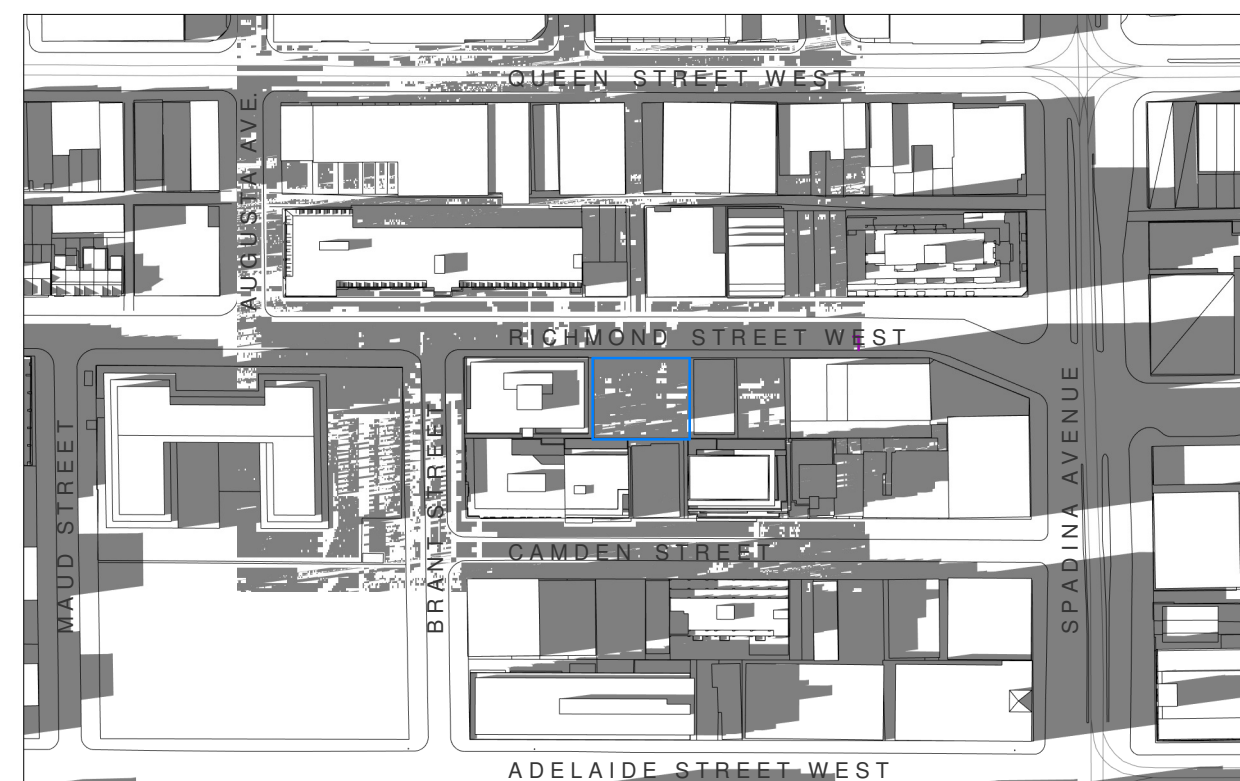 QUEEN STREET WEST
AUGUSTA AVE.
RICHMOND STREET WEST
MAUD STREET
BRANT STREET
SPADINA AVENUE
CAMDEN STREET
ADELAIDE STREET WEST